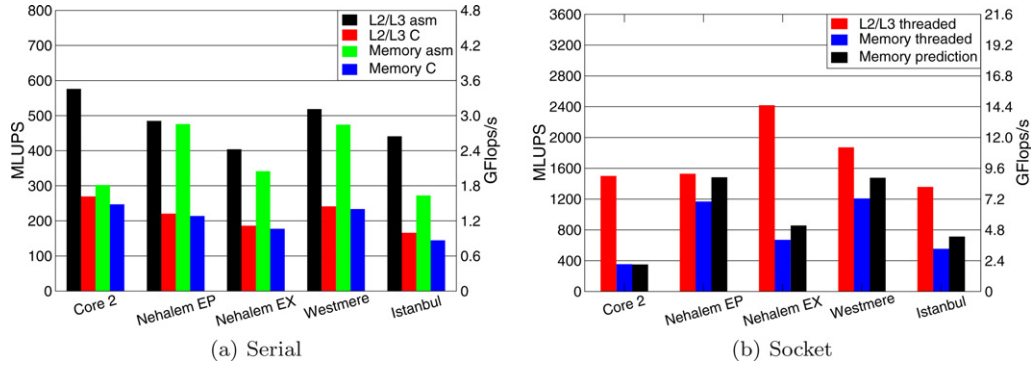 800
700
600
500
400
300
200
100
0
MLUPS
L2/L3 asm
L2/L3 C
Memory asm
Memory C
4.8
4.2
3.6
3.0
2.4
1.8
1.2
0.6
0
GFlops/s
Core 2
Nehalem EP
Nehalem EX
Westmere
Istanbul
(a) Serial
3600
3200
2800
2400
2000
1600
1200
800
400
0
MLUPS
L2/L3 threaded
Memory threaded
Memory prediction
21.6
19.2
16.8
14.4
12.0
9.6
7.2
4.8
2.4
0
GFlops/s
Core 2
Nehalem EP
Nehalem EX
Westmere
Istanbul
(b) Socket